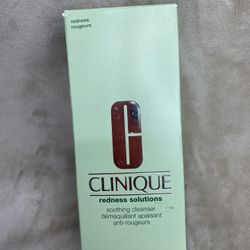 redness
rougeurs
C
CLINIQUE
redness solutions
soothing cleanser
démaquillant apaisant
anti-rougeurs